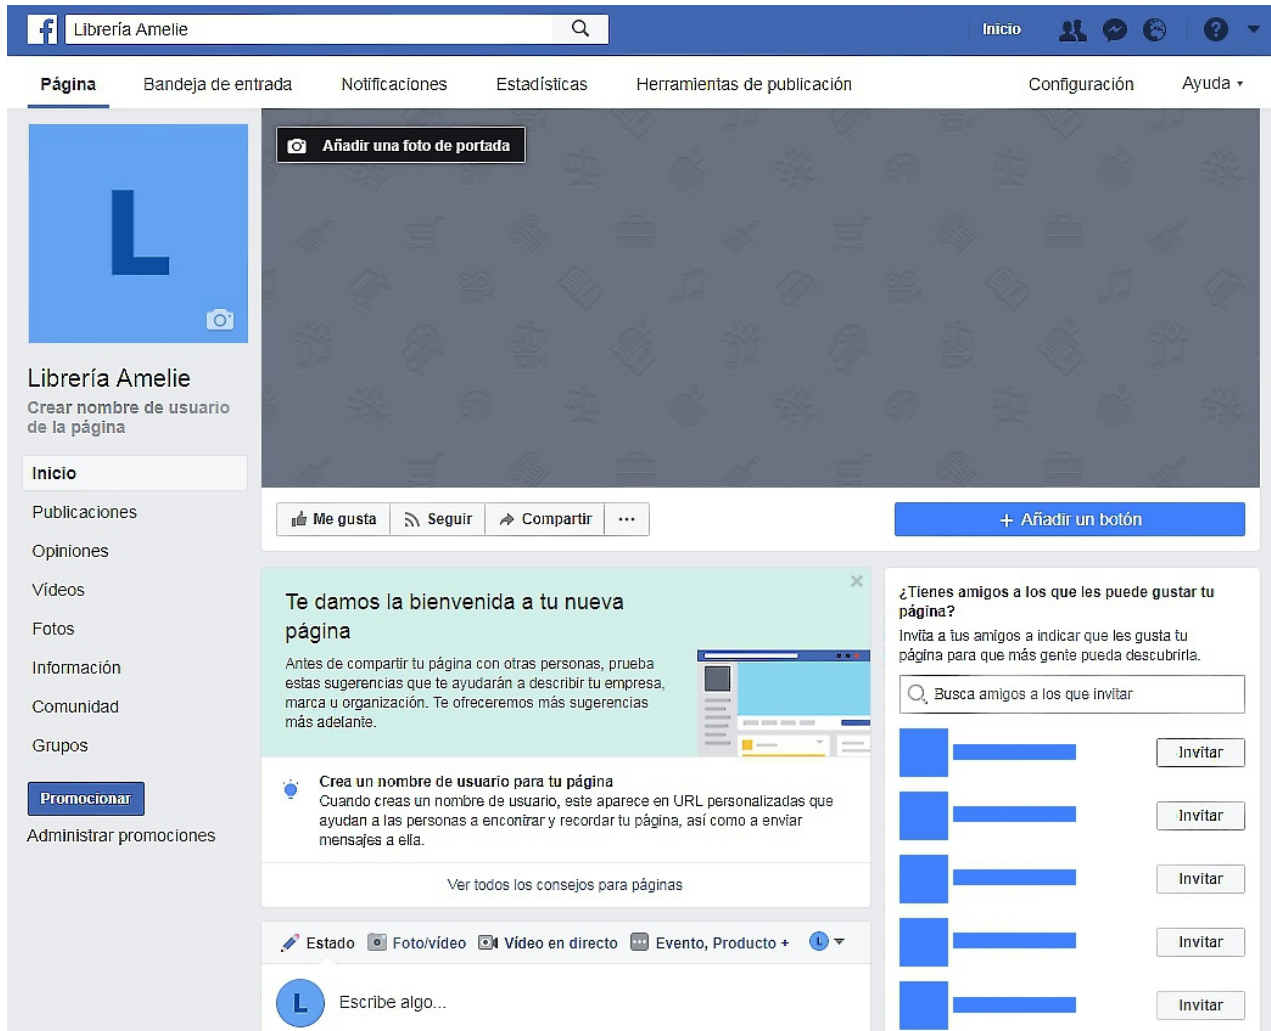 f Librería Amelie Inicio ?
Página Bandeja de entrada Notificaciones Estadísticas Herramientas de publicación Configuración Ayuda
Añadir una foto de portada
L
Librería Amelie
Crear nombre de usuario
de la página
Inicio
Publicaciones
Opiniones
Vídeos
Fotos
Información
Comunidad
Grupos
Promocionar
Administrar promociones
Me gusta Seguir Compartir ...
+ Añadir un botón
Te damos la bienvenida a tu nueva
página
Antes de compartir tu página con otras personas, prueba
estas sugerencias que te ayudarán a describir tu empresa,
marca u organización. Te ofreceremos más sugerencias
más adelante.
Crea un nombre de usuario para tu página
Cuando creas un nombre de usuario, este aparece en URL personalizadas que
ayudan a las personas a encontrar y recordar tu página, así como a enviar
mensajes a ella.
Ver todos los consejos para páginas
Estado Foto/vídeo Vídeo en directo Evento, Producto + L
L Escribe algo...
¿Tienes amigos a los que les puede gustar tu
página?
Invita a tus amigos a indicar que les gusta tu
página para que más gente pueda descubrirla.
Busca amigos a los que invitar
Invitar
Invitar
Invitar
Invitar
Invitar